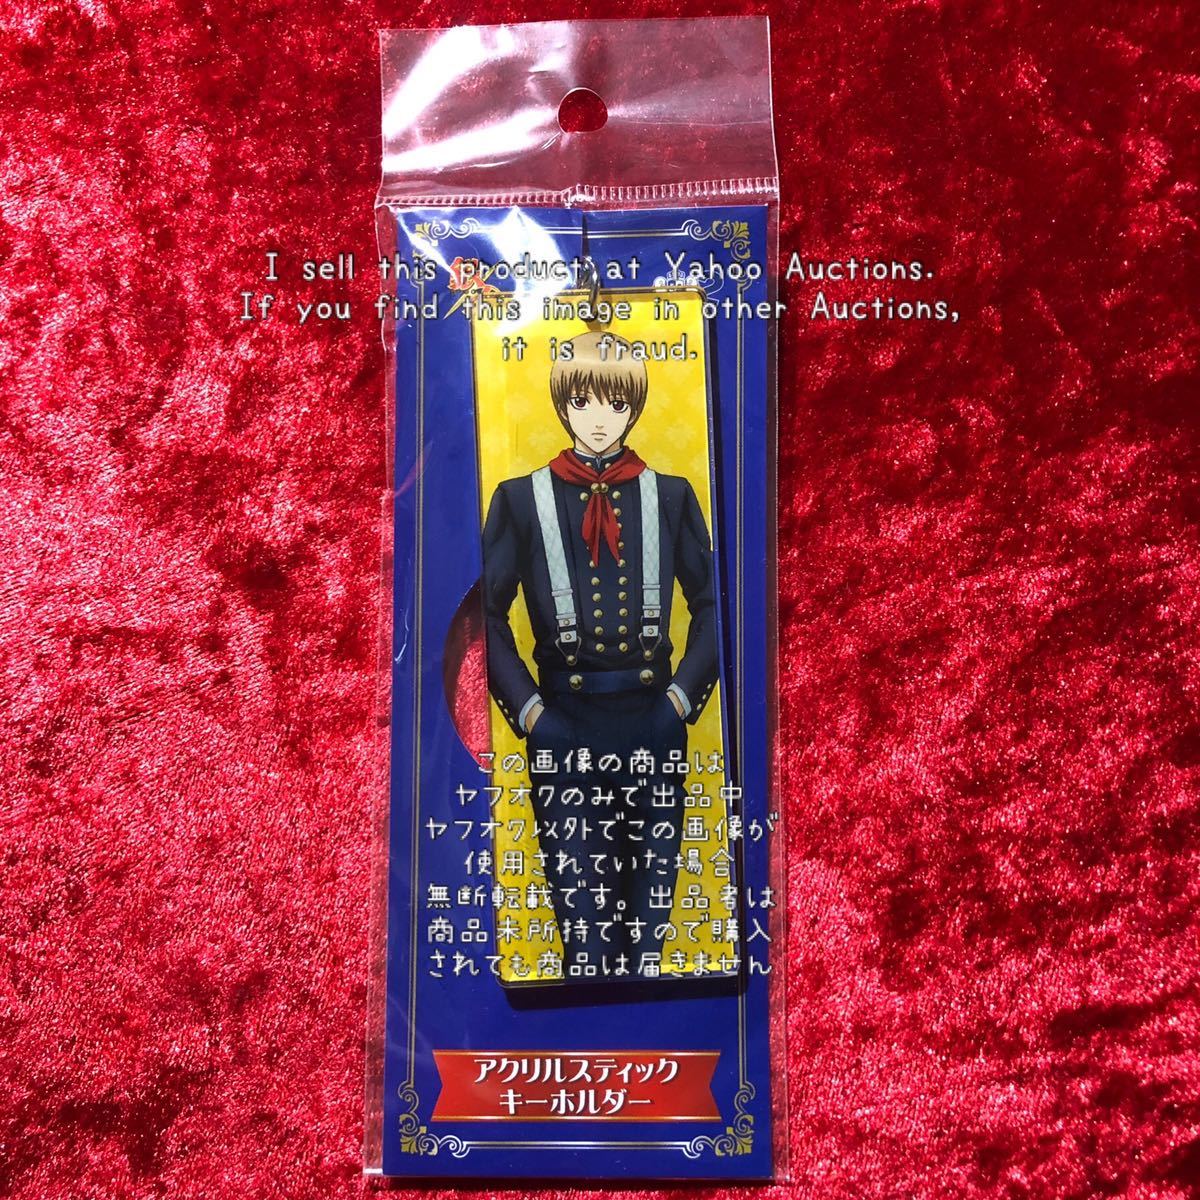 I sell this product at Yahoo Auctions.
If you find this image in other Auctions,
it is fraud.
この画像の商品は
ヤフオクのみで出品中
ヤフオク以外でこの画像が
使用されていた場合
無断転載です。出品者は
商品未所持ですので購入
されても商品は届きません
アクリルスティック
キーホルダー